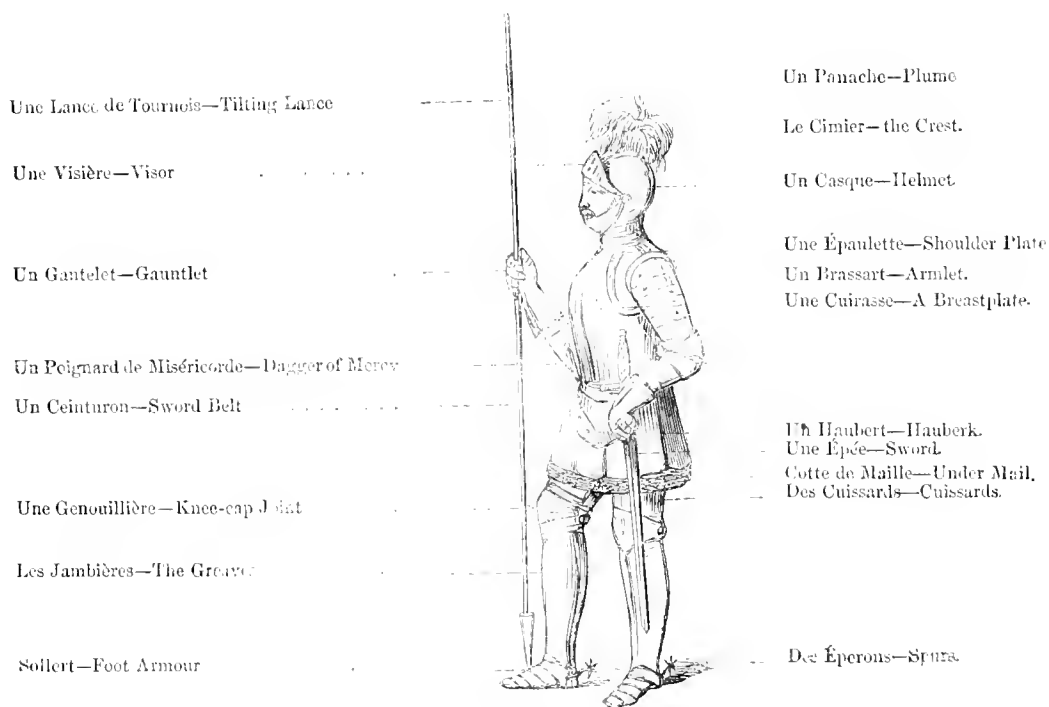 Une Lance de Tournois—Tilting Lance
Une Visière—Visor
Un Gantelet—Gauntlet
Un Poignard de Miséricorde—Dagger of Mercy
Un Ceinturon—Sword Belt
Une Genouillière—Knee-cap Joint
Les Jambières—The Greaves
Sollert—Foot Armour
Un Panache—Plume
Le Cimier—the Crest.
Un Casque—Helmet.
Une Épaulette—Shoulder Plate
Un Brassart—Armlet.
Une Cuirasse—A Breastplate.
Un Haubert—Hauberk.
Une Épée—Sword.
Cotte de Maille—Under Mail.
Des Cuissards—Cuissards.
Des Éperons—Spurs.